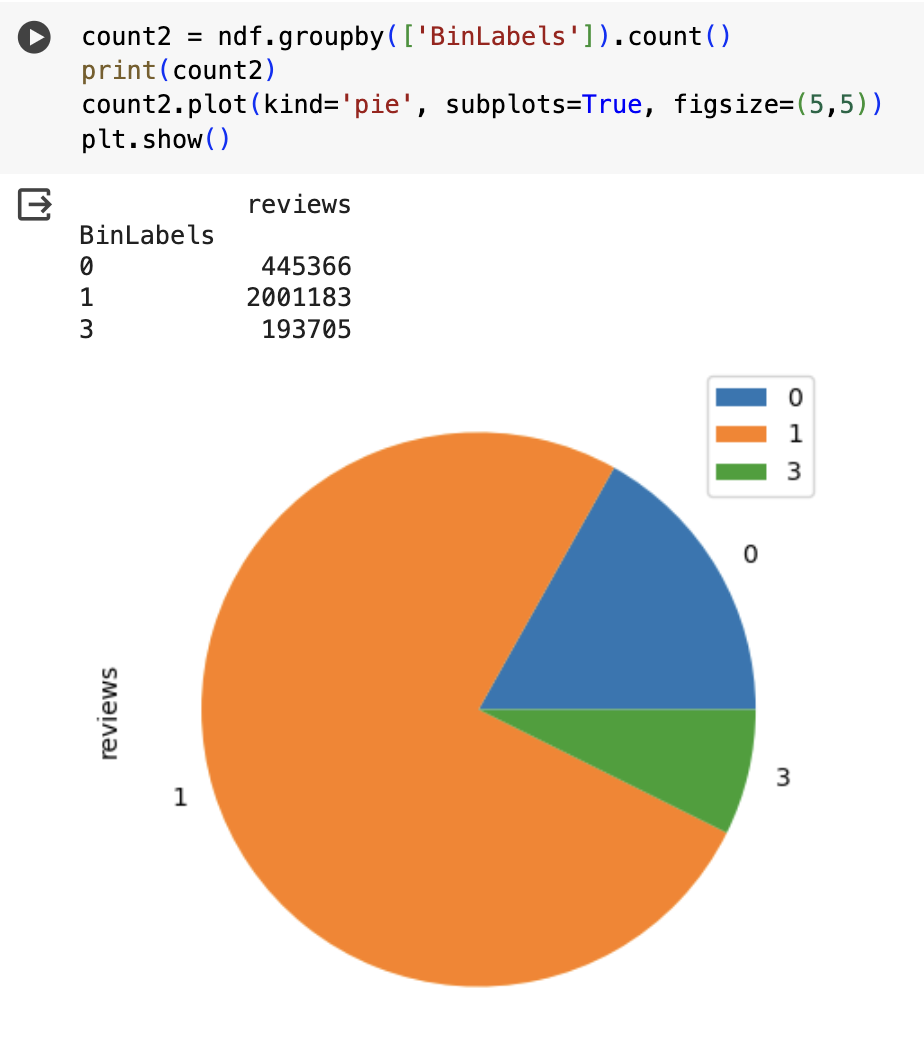 count2 = ndf.groupby(['BinLabels']).count()
print(count2)
count2.plot(kind='pie', subplots=True, figsize=(5,5))
plt.show()
reviews
BinLabels
0 445366
1 2001183
3 193705
0
1
3
0
reviews
3
1